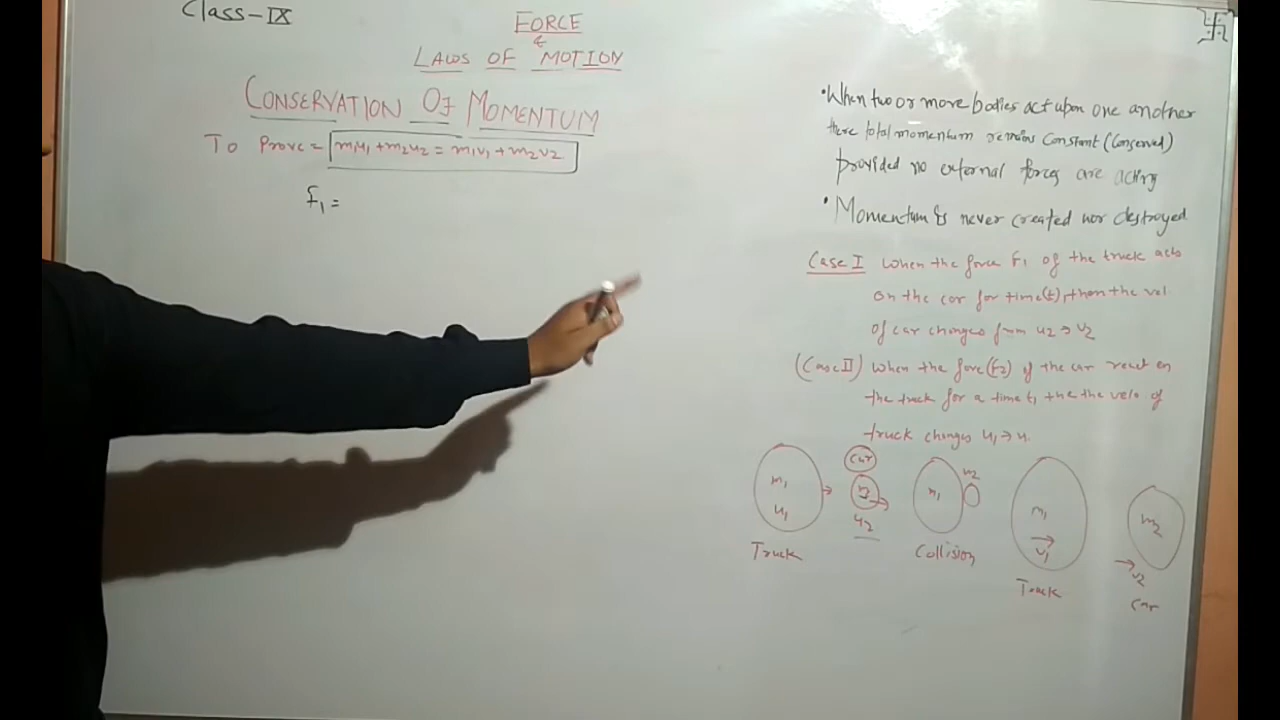 Class-IX
FORCE
&
LAWS OF MOTION
CONSERVATION OF MOMENTUM
To Prove = m1u1 + m2u2 = m1v1 + m2v2
F1 =
• When two or more bodies act upon one another
there total momentum remains constant (Conserved)
provided no external forces are acting
• Momentum is never created nor destroyed
Case I When the force F1 of the truck acts
on the car for time(t), then the vel
of car changes from u2 → v2
(Case II) When the force (f2) of the car react on
the truck for a time t, the the velo of
truck changes u1 → u.
m1
u1
Truck
Car
u2
m1
m2
Collision
m1
v1
Truck
m2
v2
Car